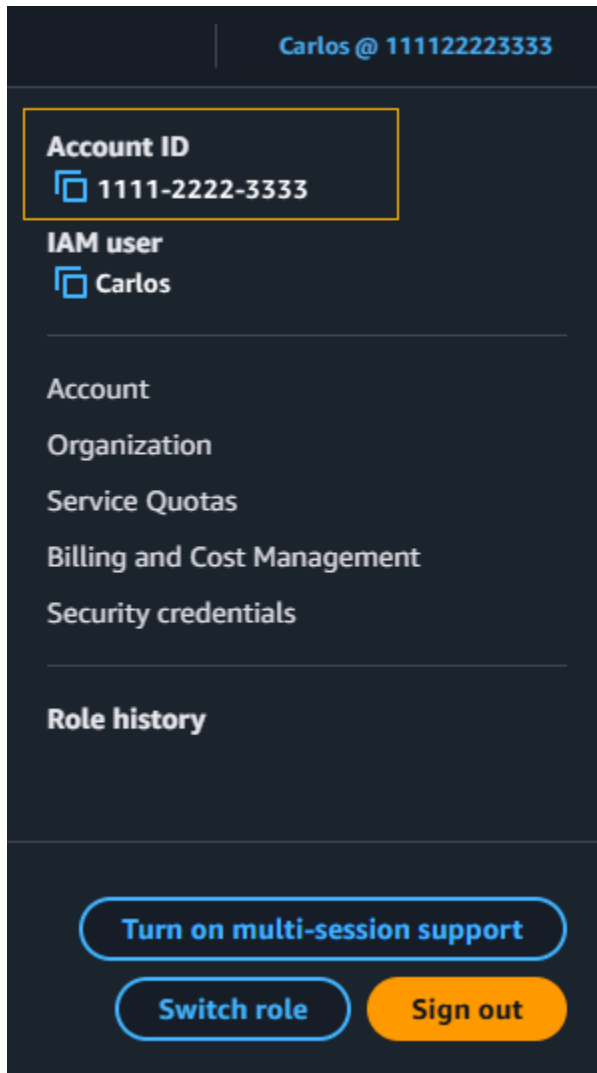 Carlos @ 111122223333
Account ID
1111-2222-3333
IAM user
Carlos
Account
Organization
Service Quotas
Billing and Cost Management
Security credentials
Role history
Turn on multi-session support
Switch role
Sign out